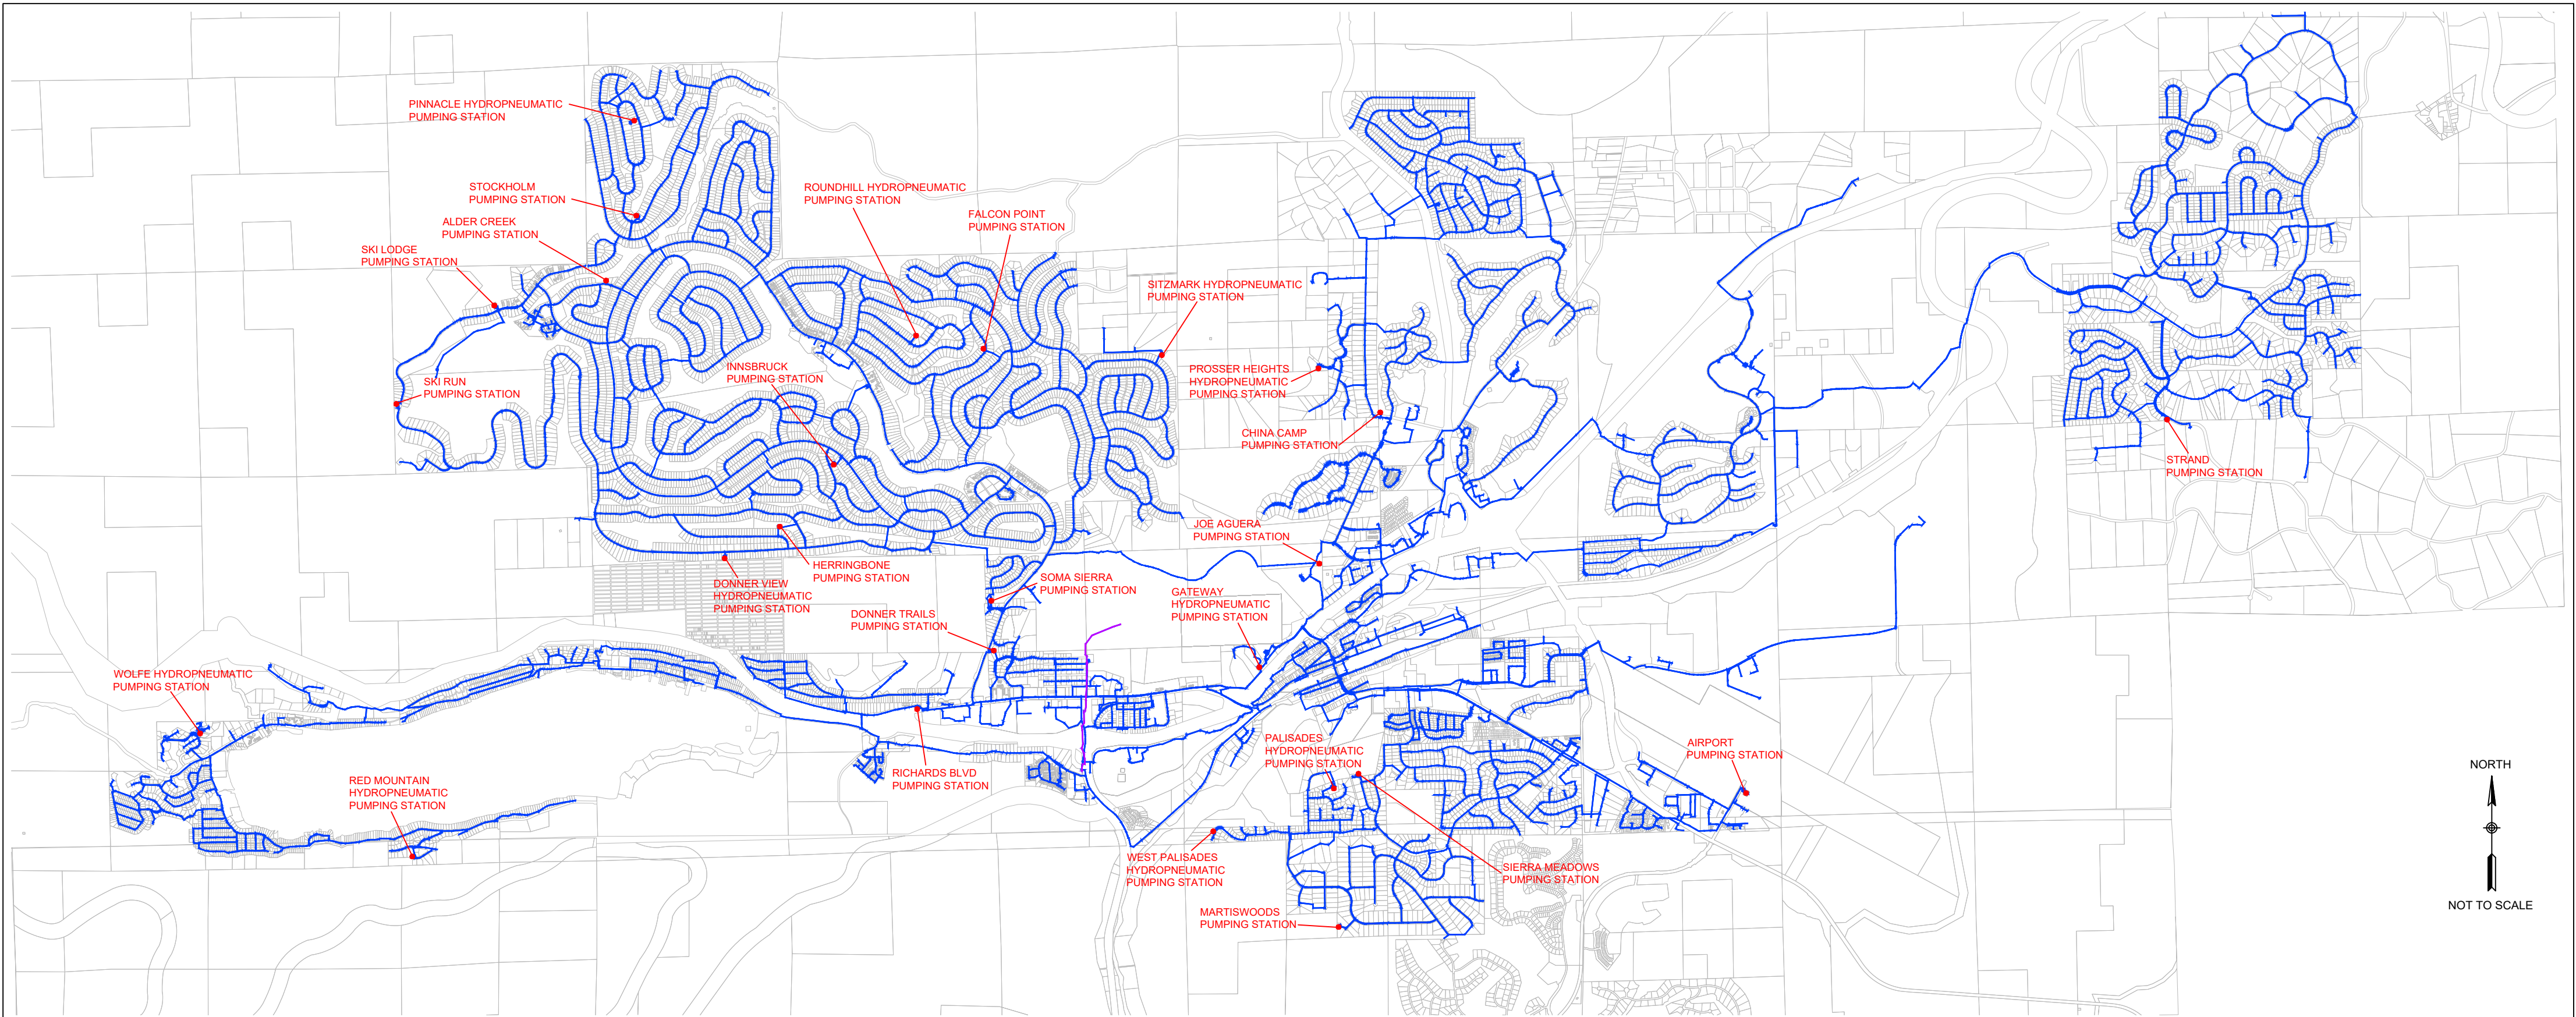 PINNACLE HYDROPNEUMATIC
PUMPING STATION
STOCKHOLM
PUMPING STATION
ALDER CREEK
PUMPING STATION
SKI LODGE
PUMPING STATION
ROUNDHILL HYDROPNEUMATIC
PUMPING STATION
FALCON POINT
PUMPING STATION
SITZMARK HYDROPNEUMATIC
PUMPING STATION
SKI RUN
PUMPING STATION
INNSBRUCK
PUMPING STATION
PROSSER HEIGHTS
HYDROPNEUMATIC
PUMPING STATION
CHINA CAMP
PUMPING STATION
STRAND
PUMPING STATION
JOE AGUERA
PUMPING STATION
HERRINGBONE
PUMPING STATION
DONNER VIEW
HYDROPNEUMATIC
PUMPING STATION
SOMA SIERRA
PUMPING STATION
GATEWAY
HYDROPNEUMATIC
PUMPING STATION
DONNER TRAILS
PUMPING STATION
WOLFE HYDROPNEUMATIC
PUMPING STATION
RED MOUNTAIN
HYDROPNEUMATIC
PUMPING STATION
RICHARDS BLVD
PUMPING STATION
PALISADES
HYDROPNEUMATIC
PUMPING STATION
AIRPORT
PUMPING STATION
WEST PALISADES
HYDROPNEUMATIC
PUMPING STATION
SIERRA MEADOWS
PUMPING STATION
MARTISWOODS
PUMPING STATION
NORTH
NOT TO SCALE